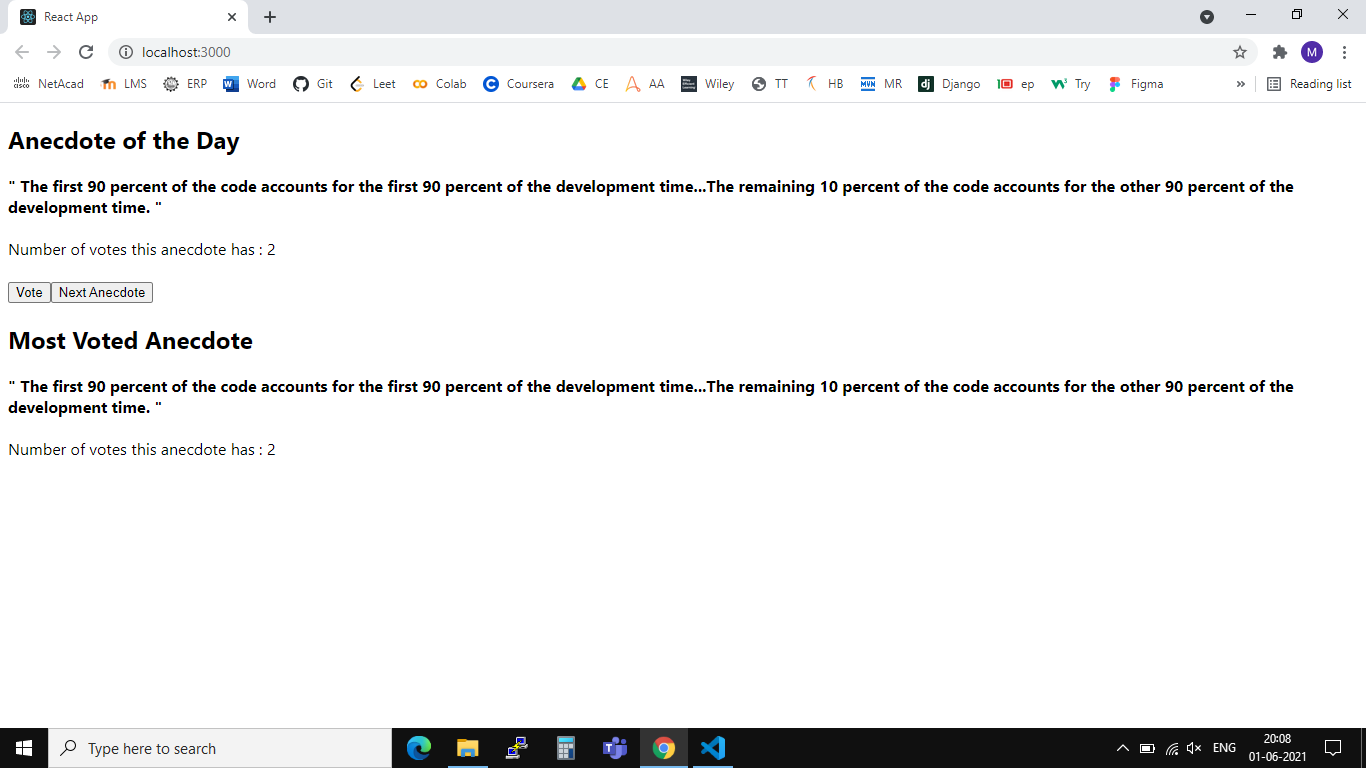 React App
localhost:3000
NetAcad LMS ERP Word Git Leet Colab Coursera CE AA Wiley TT HB MR Django ep Try Figma » Reading list
Anecdote of the Day
" The first 90 percent of the code accounts for the first 90 percent of the development time...The remaining 10 percent of the code accounts for the other 90 percent of the
development time. "
Number of votes this anecdote has : 2
Vote Next Anecdote
Most Voted Anecdote
" The first 90 percent of the code accounts for the first 90 percent of the development time...The remaining 10 percent of the code accounts for the other 90 percent of the
development time. "
Number of votes this anecdote has : 2
Type here to search
ENG
20:08
01-06-2021